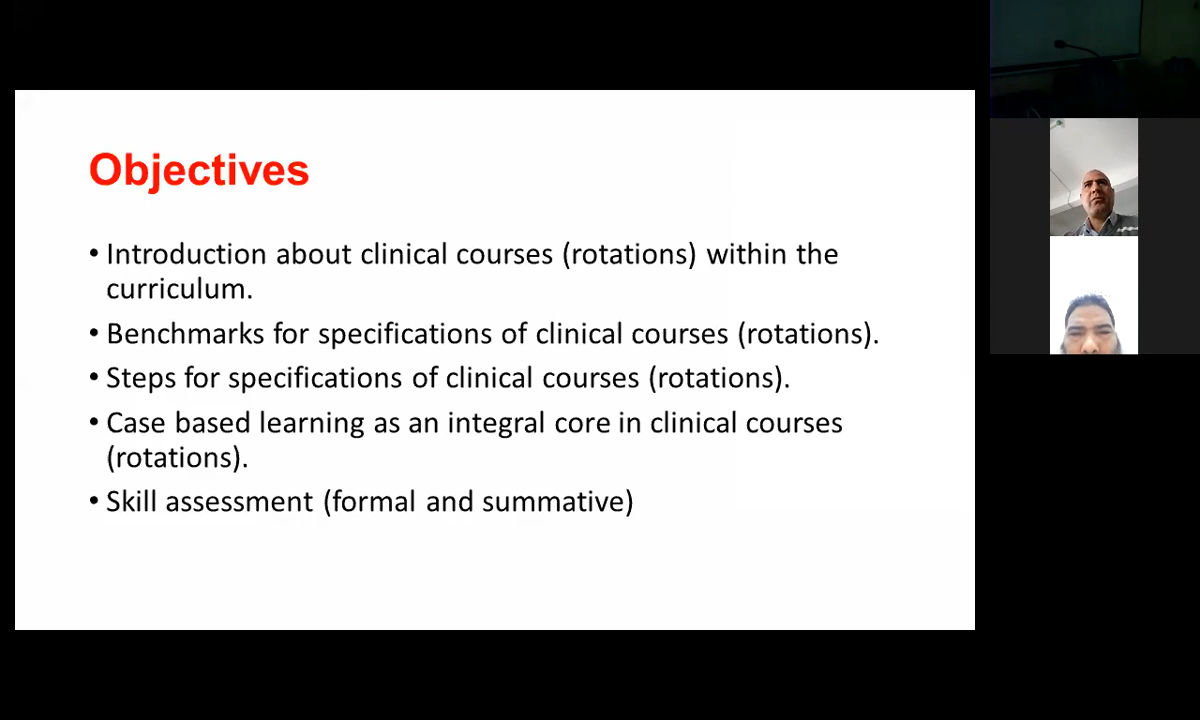 Objectives
• Introduction about clinical courses (rotations) within the
curriculum.
• Benchmarks for specifications of clinical courses (rotations).
• Steps for specifications of clinical courses (rotations).
• Case based learning as an integral core in clinical courses
(rotations).
• Skill assessment (formal and summative)